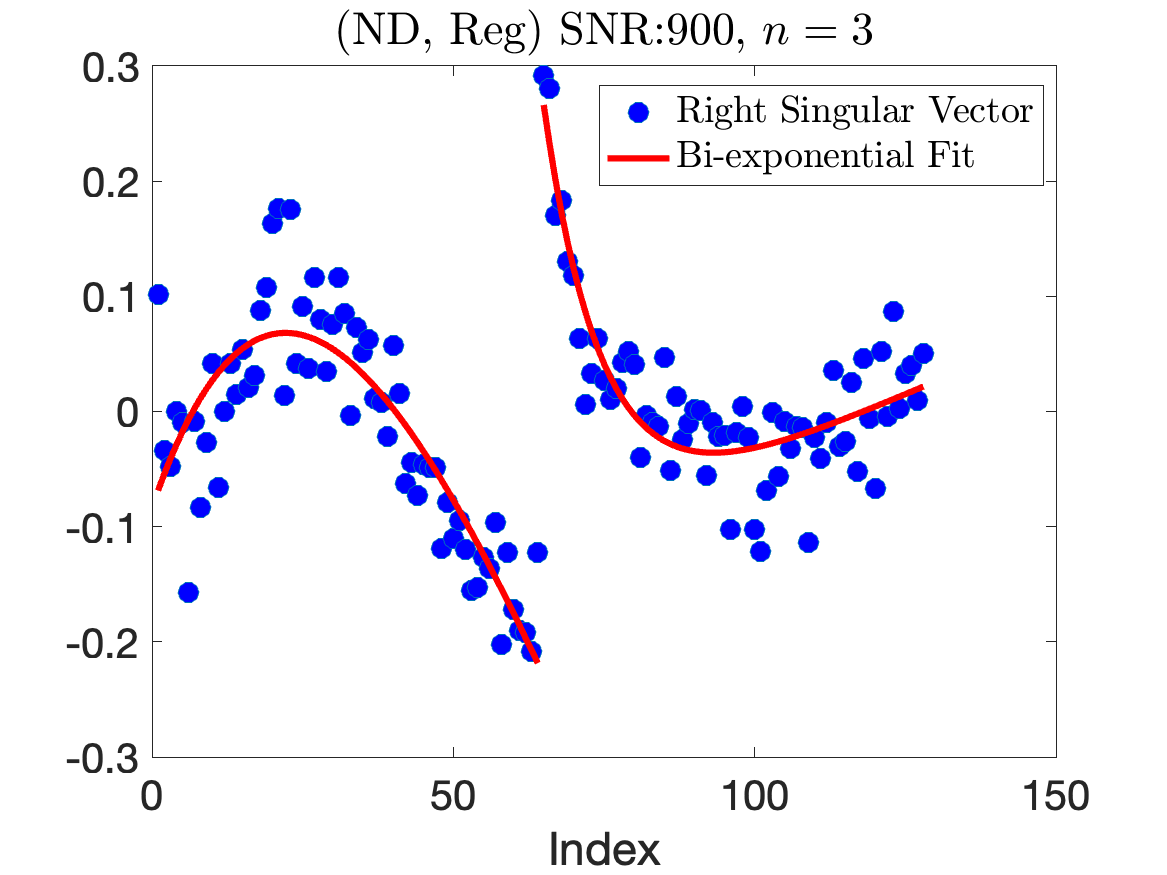 (ND, Reg) SNR:900, n = 3
0.3
0.2
0.1
0
-0.1
-0.2
-0.3
Right Singular Vector
Bi-exponential Fit
0 50 100 150
Index